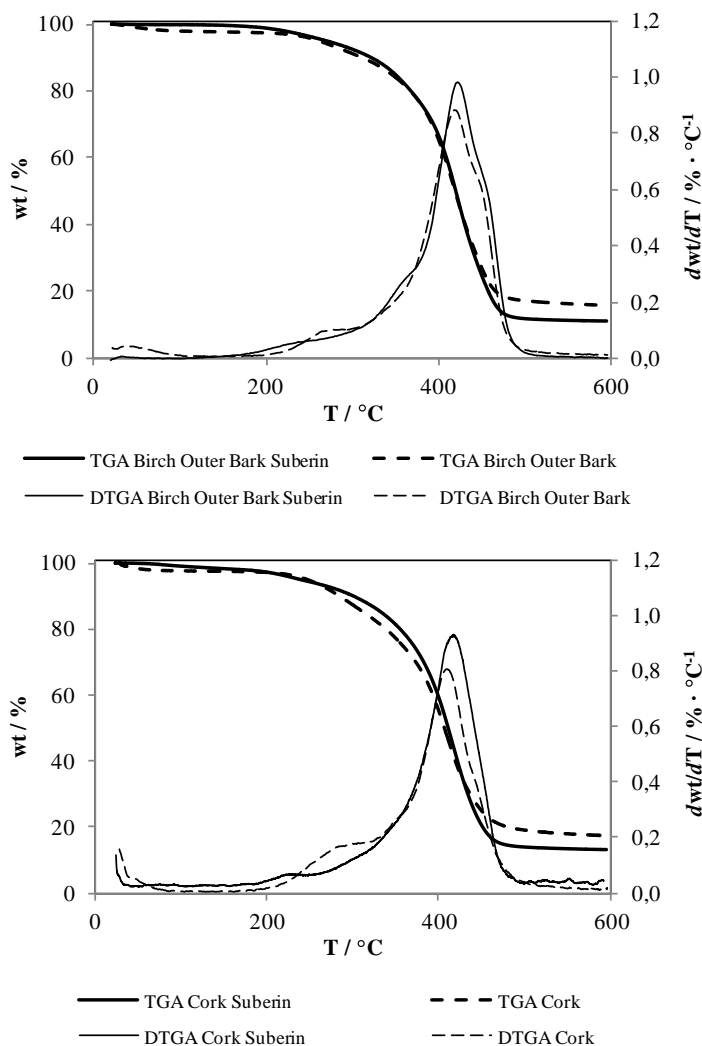 100
80
60
40
20
0
wt / %
1,2
1,0
0,8
0,6
0,4
0,2
0,0
dwt/dT / % · °C-1
0
200
400
600
T / °C
TGA Birch Outer Bark Suberin
TGA Birch Outer Bark
DTGA Birch Outer Bark Suberin
DTGA Birch Outer Bark
100
80
60
40
20
0
wt / %
1,2
1,0
0,8
0,6
0,4
0,2
0,0
dwt/dT / % · °C-1
0
200
400
600
T / °C
TGA Cork Suberin
TGA Cork
DTGA Cork Suberin
DTGA Cork